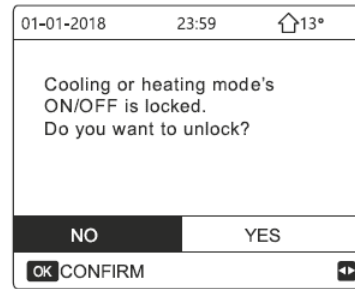 01-01-2018 23:59 13°
Cooling or heating mode's
ON/OFF is locked.
Do you want to unlock?
NO YES
OK CONFIRM